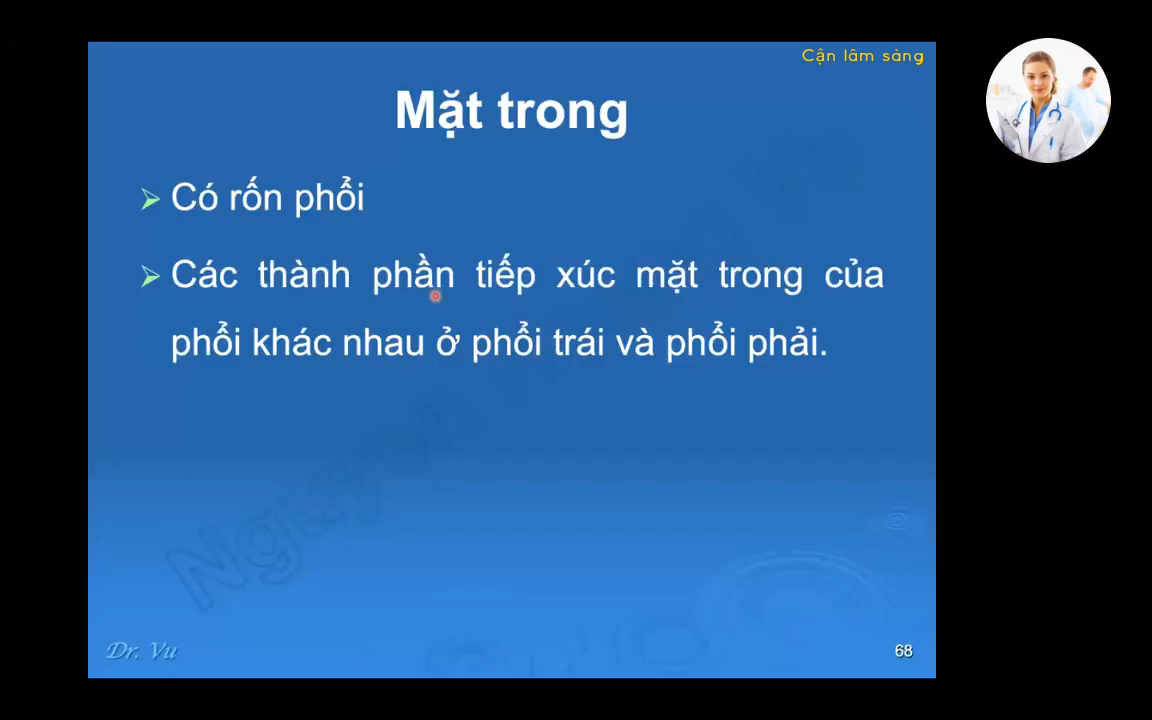 Cận lâm sàng
Mặt trong
Có rốn phổi
Các thành phần tiếp xúc mặt trong của
phổi khác nhau ở phổi trái và phổi phải.
Dr. Vu
68